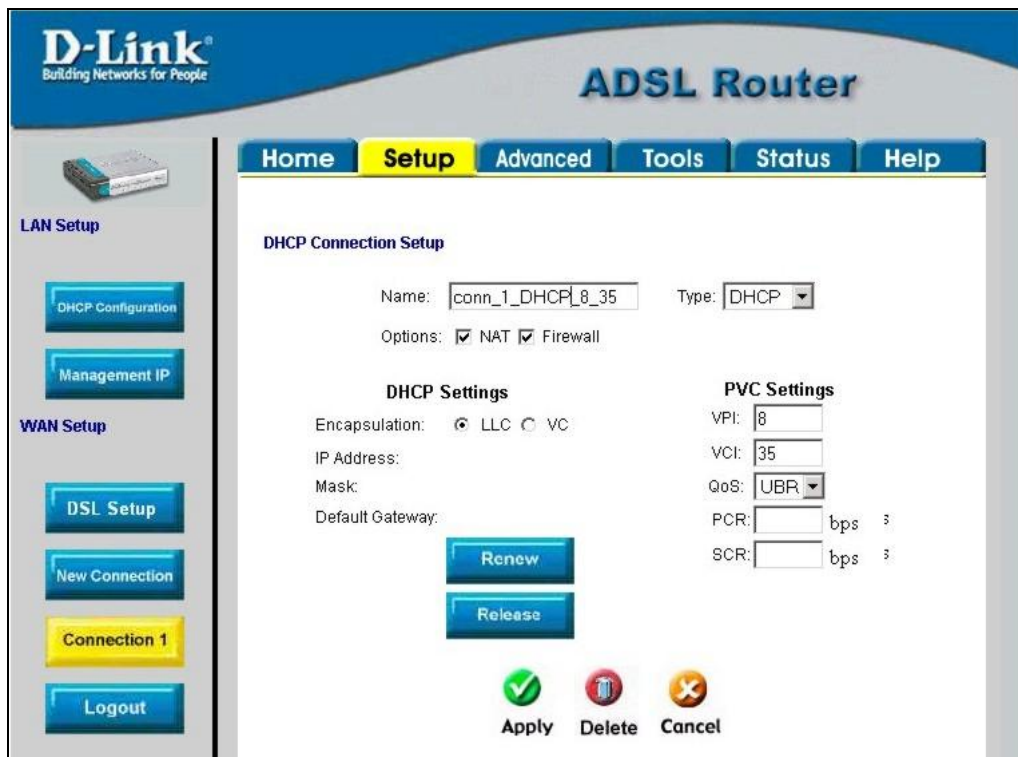 D-Link
Building Networks for People
ADSL Router
Home Setup Advanced Tools Status Help
LAN Setup
DHCP Configuration
Management IP
WAN Setup
DSL Setup
New Connection
Connection 1
Logout
DHCP Connection Setup
Name: conn_1_DHCP_8_35 Type: DHCP
Options: NAT Firewall
DHCP Settings
Encapsulation: LLC VC
IP Address:
Mask:
Default Gateway:
Renew
Release
PVC Settings
VPI: 8
VCI: 35
QoS: UBR
PCR: bps s
SCR: bps s
Apply Delete Cancel